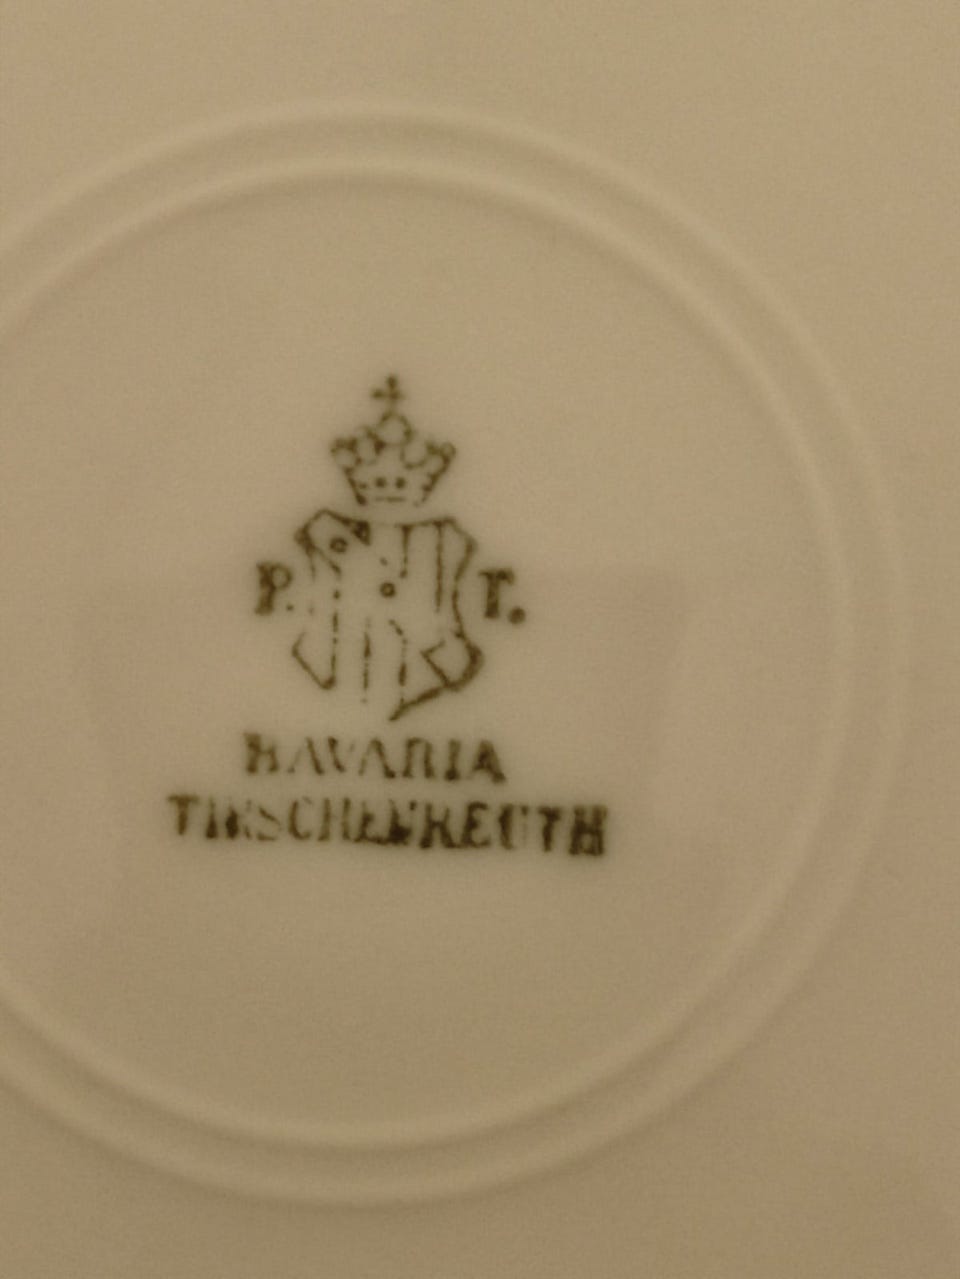 P. T.
BAVARIA
TIRSCHENREUTH